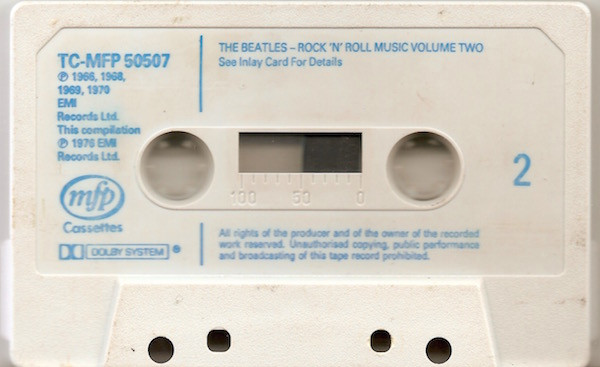 TC-MFP 50507
℗ 1966, 1968,
1969, 1970
EMI
Records Ltd.
This compilation
℗ 1976 EMI
Records Ltd.
mfp
Cassettes
DOLBY SYSTEM ®
THE BEATLES – ROCK 'N' ROLL MUSIC VOLUME TWO
See Inlay Card For Details
100 50 0
2
All rights of the producer and of the owner of the recorded
work reserved. Unauthorised copying, public performance
and broadcasting of this tape record prohibited.